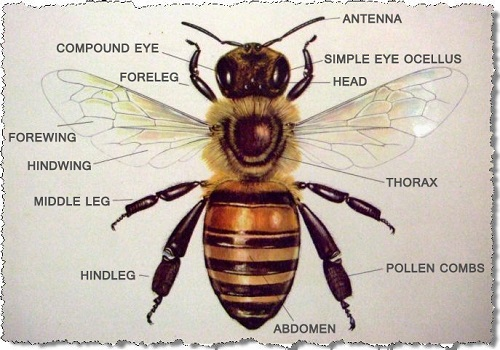 ANTENNA
COMPOUND EYE
SIMPLE EYE OCELLUS
FORELEG
HEAD
FOREWING
HINDWING
THORAX
MIDDLE LEG
HINDLEG
POLLEN COMBS
ABDOMEN